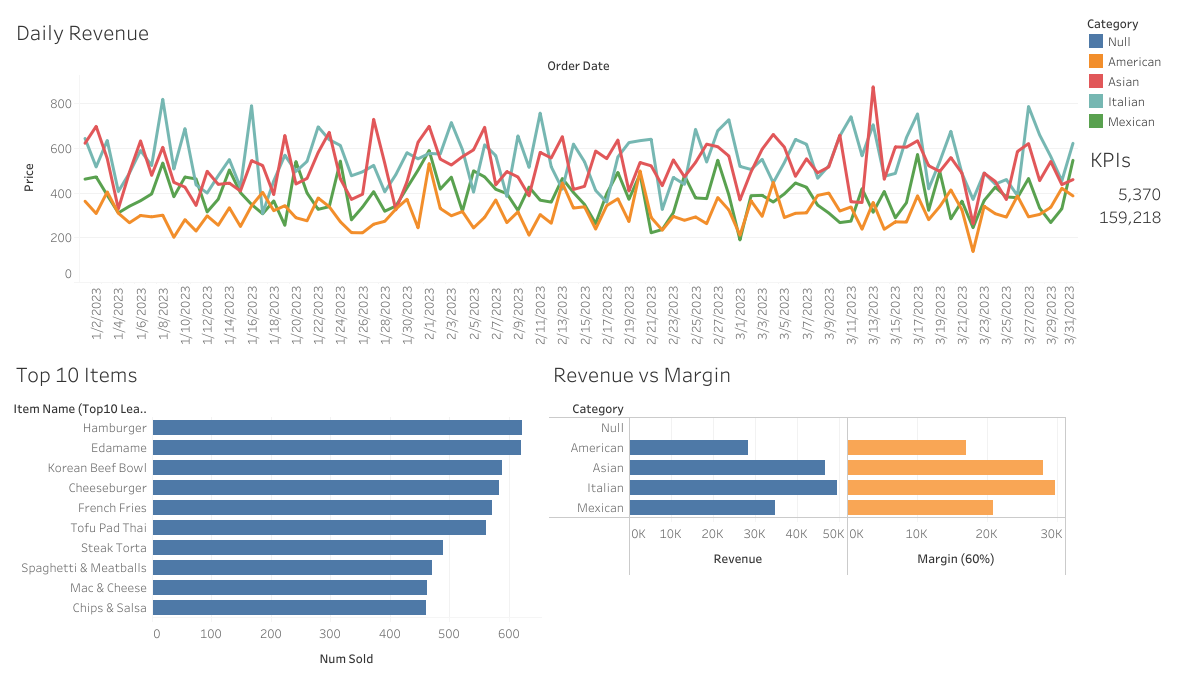 Daily Revenue
Order Date
Price
800
600
400
200
0
1/2/2023
1/4/2023
1/6/2023
1/8/2023
1/10/2023
1/12/2023
1/14/2023
1/16/2023
1/18/2023
1/20/2023
1/22/2023
1/24/2023
1/26/2023
1/28/2023
1/30/2023
2/1/2023
2/3/2023
2/5/2023
2/7/2023
2/9/2023
2/11/2023
2/13/2023
2/15/2023
2/17/2023
2/19/2023
2/21/2023
2/23/2023
2/25/2023
2/27/2023
3/1/2023
3/3/2023
3/5/2023
3/7/2023
3/9/2023
3/11/2023
3/13/2023
3/15/2023
3/17/2023
3/19/2023
3/21/2023
3/23/2023
3/25/2023
3/27/2023
3/29/2023
3/31/2023
Category
Null
American
Asian
Italian
Mexican
KPIs
5,370
159,218
Top 10 Items
Item Name (Top10 Lea..
Hamburger
Edamame
Korean Beef Bowl
Cheeseburger
French Fries
Tofu Pad Thai
Steak Torta
Spaghetti & Meatballs
Mac & Cheese
Chips & Salsa
0 100 200 300 400 500 600
Num Sold
Revenue vs Margin
Category
Null
American
Asian
Italian
Mexican
0K 10K 20K 30K 40K 50K
Revenue
0K 10K 20K 30K
Margin (60%)